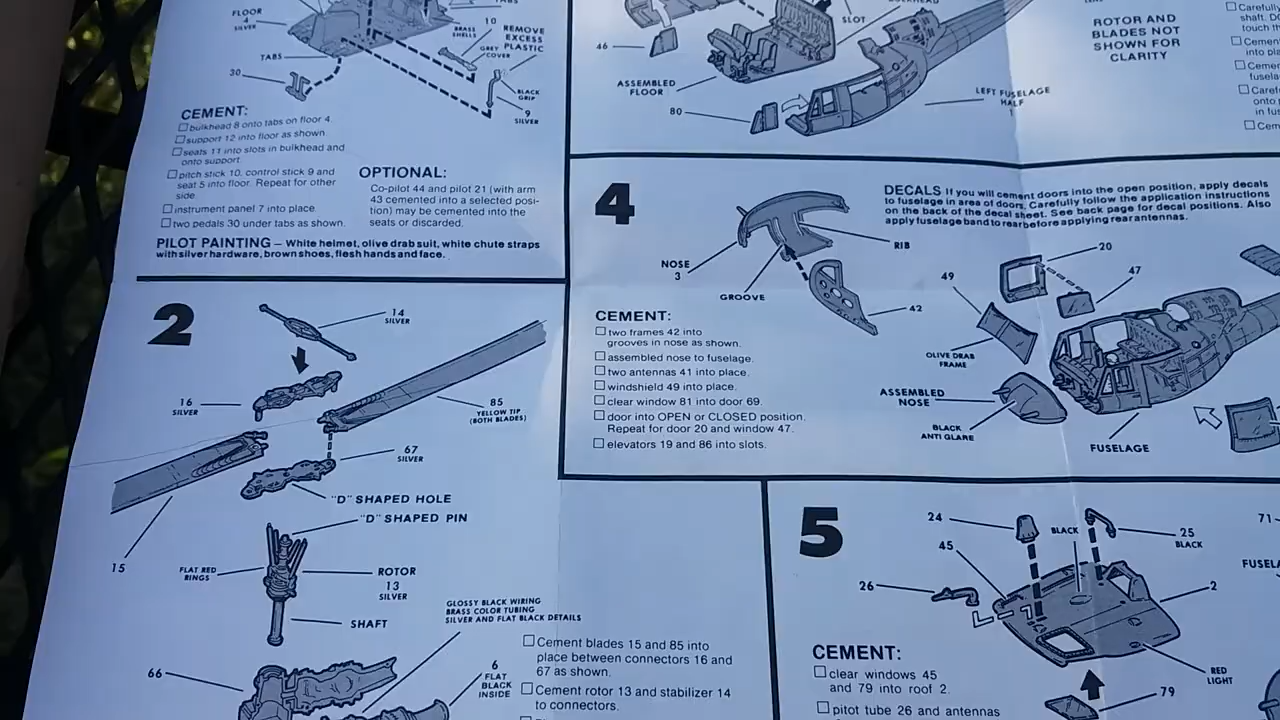 FLOOR
4
SILVER
TABS
30
10
BRASS
SHELLS
GREY
COVER
REMOVE
EXCESS
PLASTIC
BLACK
GRIP
9
SILVER
CEMENT:
bulkhead 8 onto tabs on floor 4.
support 12 into floor as shown.
seats 11 into slots in bulkhead and
onto support.
pitch stick 10, control stick 9 and
seat 5 into floor. Repeat for other
side.
instrument panel 7 into place.
two pedals 30 under tabs as shown.
OPTIONAL:
Co-pilot 44 and pilot 21 (with arm
43 cemented into a selected posi-
tion) may be cemented into the
seats or discarded.
PILOT PAINTING – White helmet, olive drab suit, white chute straps
with silver hardware, brown shoes, flesh hands and face.
46
SLOT
ASSEMBLED
FLOOR
80
LEFT FUSELAGE
HALF
1
ROTOR AND
BLADES NOT
SHOWN FOR
CLARITY
Carefully
shaft.
touch
Cement
into
Cement
2
14
SILVER
16
SILVER
85
YELLOW TIP
(BOTH BLADES)
67
SILVER
"D" SHAPED HOLE
"D" SHAPED PIN
15
FLAT RED
RINGS
ROTOR
13
SILVER
SHAFT
GLOSSY BLACK WIRING
BRASS COLOR TUBING
SILVER AND FLAT BLACK DETAILS
66
6
FLAT
BLACK
INSIDE
Cement blades 15 and 85 into
place between connectors 16 and
67 as shown.
Cement rotor 13 and stabilizer 14
to connectors.
4
NOSE
3
GROOVE
RIB
42
DECALS If you will cement doors into the open position, apply decals
to fuselage in area of doors. Carefully follow the application instructions
on the back of the decal sheet. See back page for decal positions. Also
apply fuselage band to rear before applying rear antennas.
CEMENT:
two frames 42 into
grooves in nose as shown.
assembled nose to fuselage.
two antennas 41 into place.
windshield 49 into place.
clear window 81 into door 69.
door into OPEN or CLOSED position.
Repeat for door 20 and window 47.
elevators 19 and 86 into slots.
20
47
49
OLIVE DRAB
FRAME
ASSEMBLED
NOSE
BLACK
ANTI GLARE
FUSELAGE
5
24
45
BLACK
25
BLACK
26
2
71
RED
LIGHT
79
CEMENT:
clear windows 45
and 79 into roof 2.
pitot tube 26 and antennas